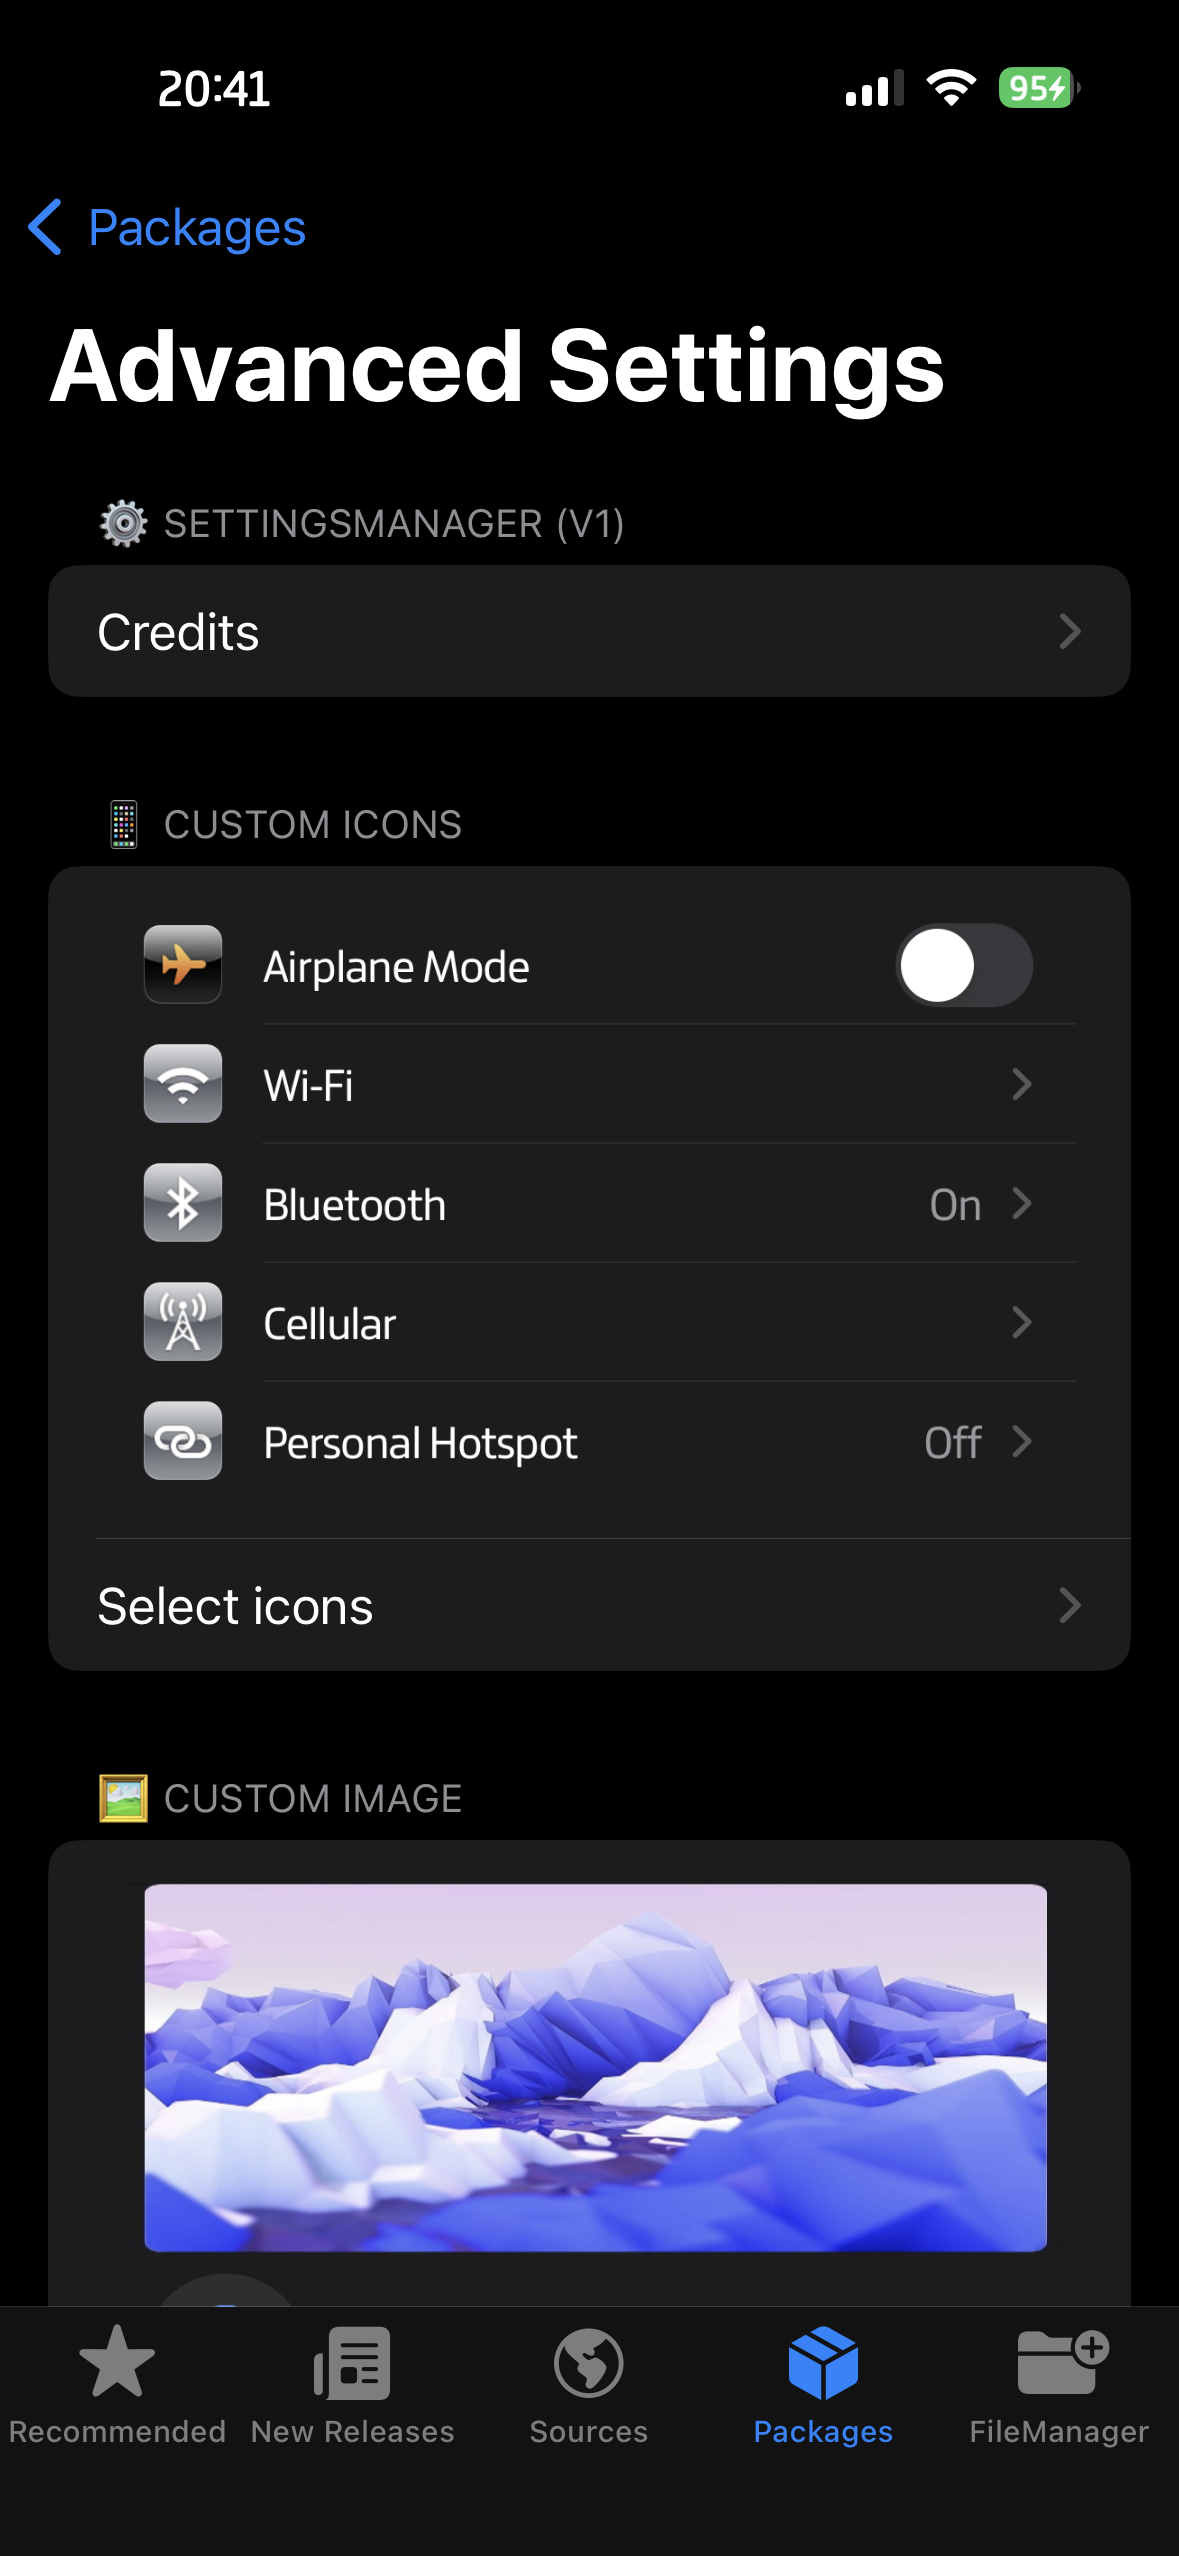 20:41
95
Packages
Advanced Settings
SETTINGSMANAGER (V1)
Credits
CUSTOM ICONS
Airplane Mode
Wi-Fi
Bluetooth On
Cellular
Personal Hotspot Off
Select icons
CUSTOM IMAGE
Recommended New Releases Sources Packages FileManager